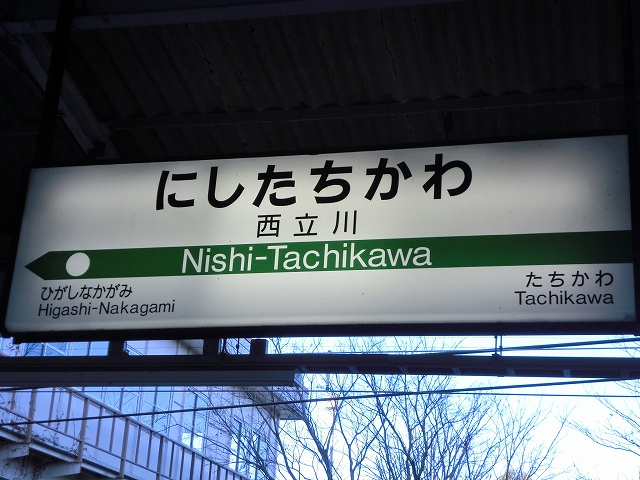 にしたちかわ
西立川
Nishi-Tachikawa
ひがしなかがみ
Higashi-Nakagami
たちかわ
Tachikawa